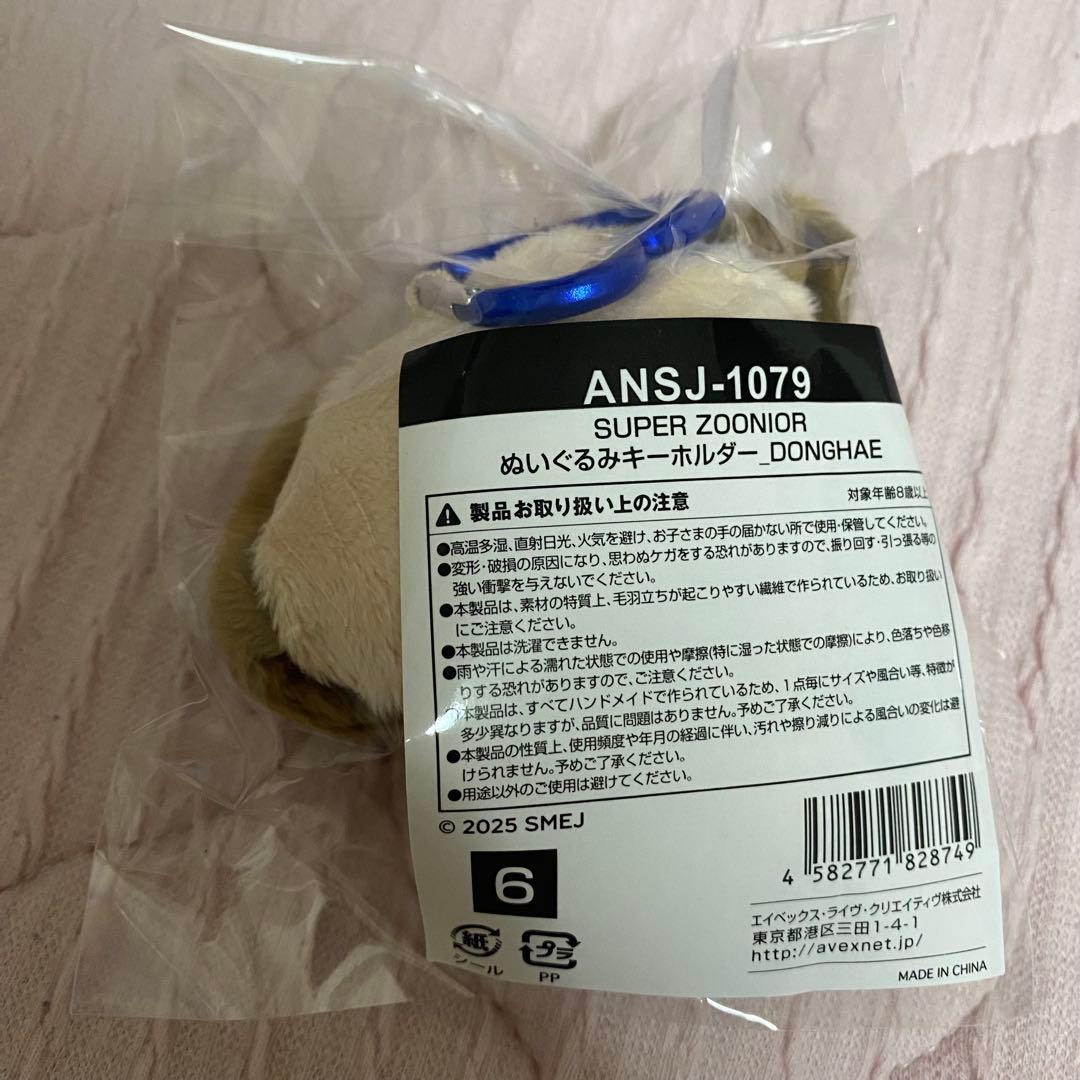 ANSJ-1079
SUPER ZOONIOR
ぬいぐるみキーホルダー_DONGHAE
製品お取り扱い上の注意
対象年齢8歳以上
●高温多湿、直射日光、火気を避け、お子さまの手の届かない所で使用・保管してください。
●変形・破損の原因になり、思わぬケガをする恐れがありますので、振り回す・引っ張る等の
強い衝撃を与えないでください。
●本製品は、素材の特質上、毛羽立ちが起こりやすい繊維で作られているため、お取り扱い
にご注意ください。
●本製品は洗濯できません。
●雨や汗による濡れた状態での使用や摩擦(特に湿った状態での摩擦)により、色落ちや色移
りする恐れがありますので、ご注意ください。
●本製品は、すべてハンドメイドで作られているため、1点毎にサイズや風合い等、特徴が
多少異なりますが、品質に問題はありません。予めご了承ください。
●本製品の性質上、使用頻度や年月の経過に伴い、汚れや擦り減りによる風合いの変化は避
けられません。予めご了承ください。
●用途以外のご使用は避けてください。
© 2025 SMEJ
4 582771 828749
6
エイベックス・ライヴ・クリエイティヴ株式会社
東京都港区三田1-4-1
http://avexnet.jp/
紙
シール
プラ
PP
MADE IN CHINA